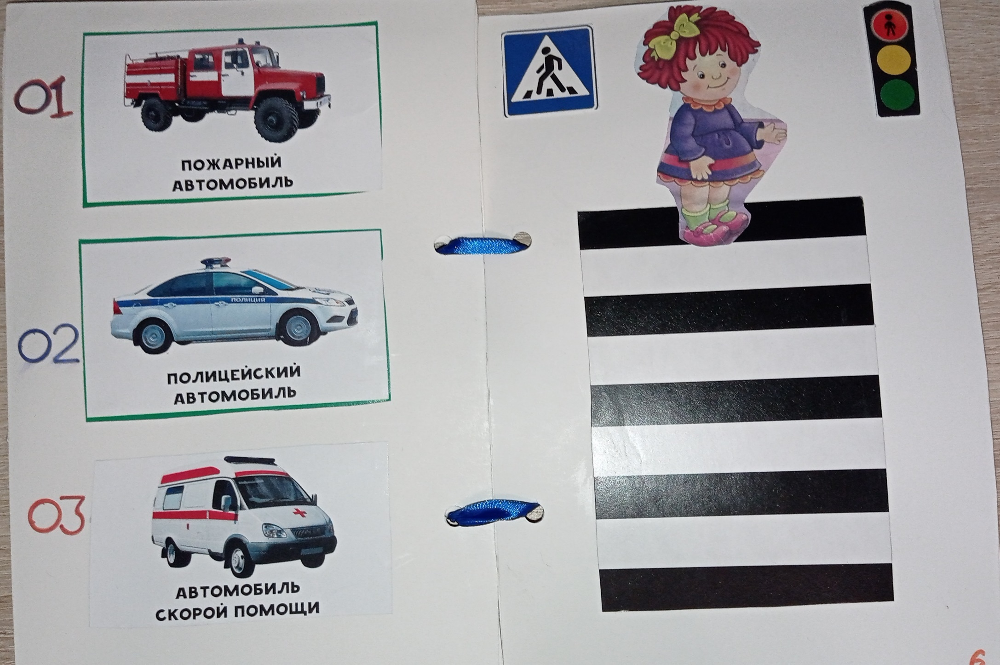 01
ПОЖАРНЫЙ
АВТОМОБИЛЬ
ПОЛИЦИЯ
02
ПОЛИЦЕЙСКИЙ
АВТОМОБИЛЬ
03
АВТОМОБИЛЬ
СКОРОЙ ПОМОЩИ
6